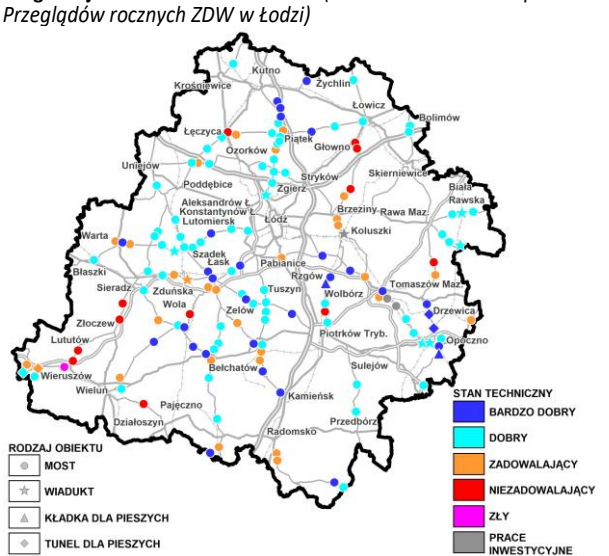 Przeglądów rocznych ZDW w Łodzi)
Kutno
Krośniewice
Żychlin
Łowicz
Bolimów
Łęczyca
Piątek
Ozorków
Głowno
Uniejów
Stryków
Skierniewice
Poddębice
Zgierz
Biała
Rawska
Aleksandrów Ł.
Konstantynów Ł.
Lutomiersk
Łódź
Brzeziny
Rawa Maz.
Koluszki
Warta
Szadek
Łask
Pabianice
Błaszki
Rzgów
Sieradz
Zduńska
Wola
Tuszyn
Wolbórz
Tomaszów Maz.
Zelów
Drzewica
Złoczew
Piotrków Tryb.
Opoczno
Lututów
Bełchatów
Sulejów
Wieruszów
Wieluń
Kamieńsk
Pajęczno
Przedbórz
Działoszyn
Radomsko
RODZAJ OBIEKTU
MOST
WIADUKT
KŁADKA DLA PIESZYCH
TUNEL DLA PIESZYCH
STAN TECHNICZNY
BARDZO DOBRY
DOBRY
ZADOWALAJĄCY
NIEZADOWALAJĄCY
ZŁY
PRACE
INWESTYCYJNE